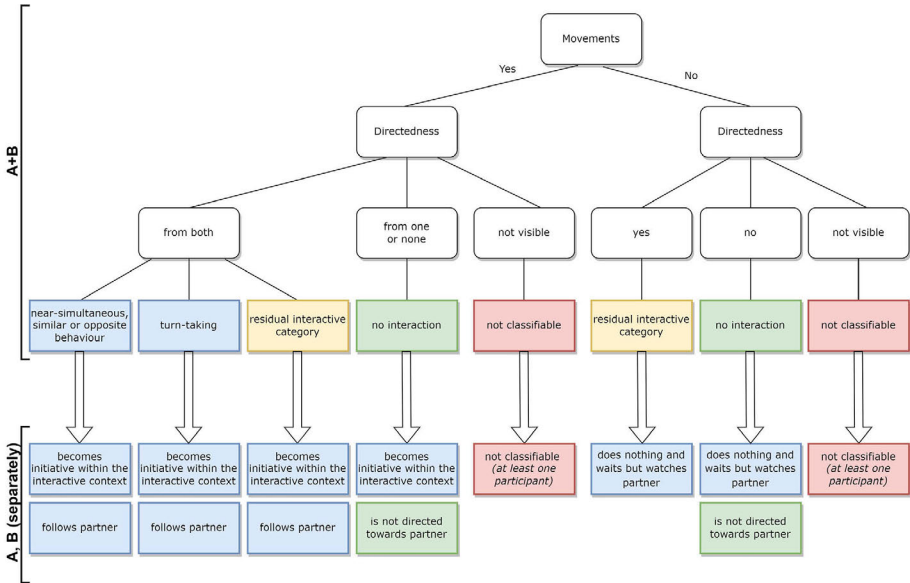 Movements
Yes
No
Directedness
Directedness
A+B
from both
from one
or none
not visible
yes
no
not visible
near-simultaneous,
similar or opposite
behaviour
turn-taking
residual interactive
category
no interaction
not classifiable
residual interactive
category
no interaction
not classifiable
A, B (separately)
becomes
initiative within the
interactive context
becomes
initiative within the
interactive context
becomes
initiative within the
interactive context
becomes
initiative within the
interactive context
not classifiable
(at least one
participant)
does nothing and
waits but watches
partner
does nothing and
waits but watches
partner
not classifiable
(at least one
participant)
follows partner
follows partner
follows partner
is not directed
towards partner
is not directed
towards partner